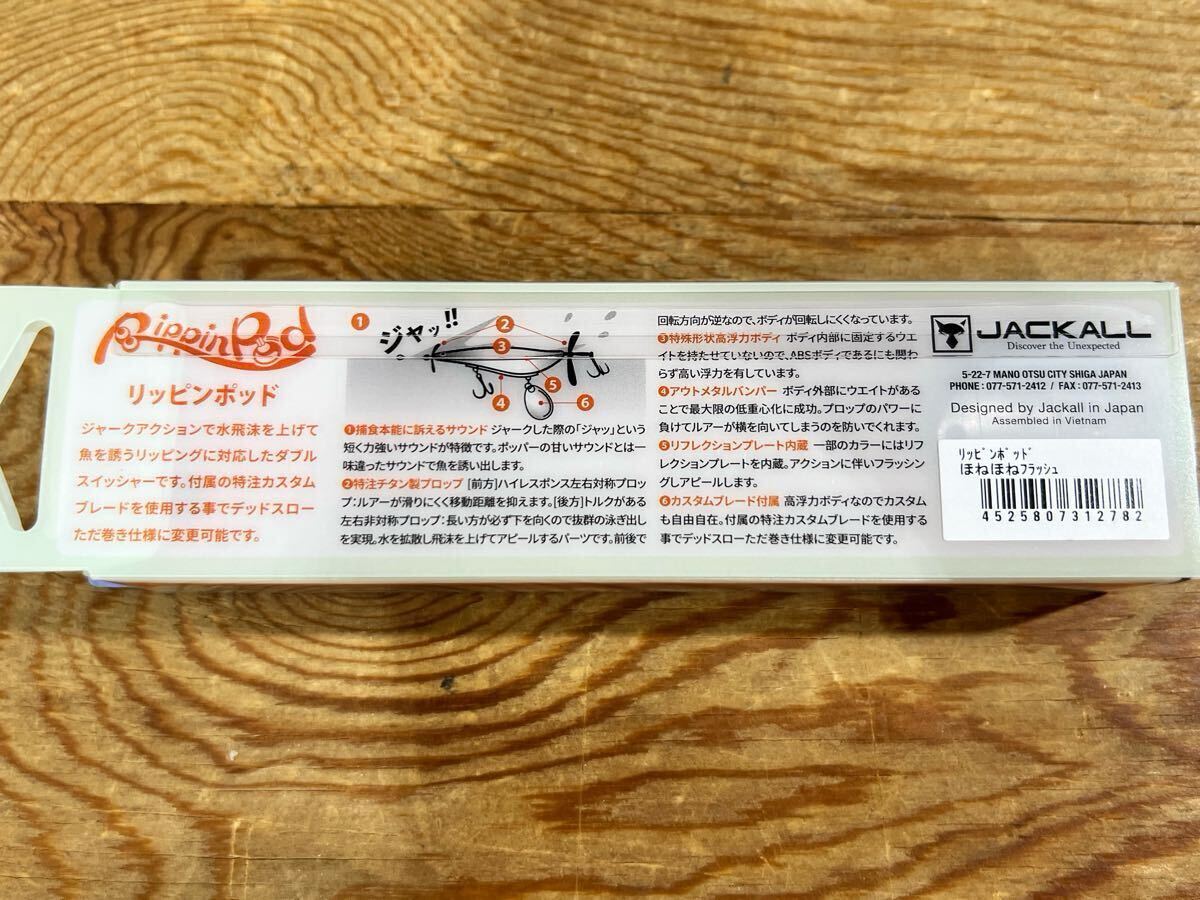 RippinPod
リッピンポッド
ジャークアクションで水飛沫を上げて
魚を誘うリッピングに対応したダブル
スイッシャーです。付属の特注カスタム
ブレードを使用する事でデッドスロー
ただ巻き仕様に変更可能です。
1
ジャッ!!
2
3
4
5
6
❶捕食本能に訴えるサウンド ジャークした際の「ジャッ」という
短く力強いサウンドが特徴です。ポッパーの甘いサウンドとは一
味違ったサウンドで魚を誘い出します。
❷特注チタン製プロップ [前方]ハイレスポンス左右対称プロッ
プ:ルアーが滑りにくく移動距離を抑えます。[後方]トルクがある
左右非対称プロップ:長い方が必ず下を向くので抜群の泳ぎ出し
を実現。水を拡散し飛沫を上げてアピールするパーツです。前後で
回転方向が逆なので、ボディが回転しにくくなっています。
❸特殊形状高浮力ボディ ボディ内部に固定するウエ
イトを持たせていないので、ABSボディであるにも関わ
らず高い浮力を有しています。
❹アウトメタルバンパー ボディ外部にウエイトがある
ことで最大限の低重心化に成功。プロップのパワーに
負けてルアーが横を向いてしまうのを防いでくれます。
❺リフレクションプレート内蔵 一部のカラーにはリフ
レクションプレートを内蔵。アクションに伴いフラッシン
グしアピールします。
❻カスタムブレード付属 高浮力ボディなのでカスタム
も自由自在。付属の特注カスタムブレードを使用する
事でデッドスローただ巻き仕様に変更可能です。
JACKALL
Discover the Unexpected
5-22-7 MANO OTSU CITY SHIGA JAPAN
PHONE : 077-571-2412 / FAX : 077-571-2413
Designed by Jackall in Japan
Assembled in Vietnam
ﾘｯﾋﾟﾝﾎﾟｯﾄﾞ
ほねほねﾌﾗｯｼｭ
4525807312782